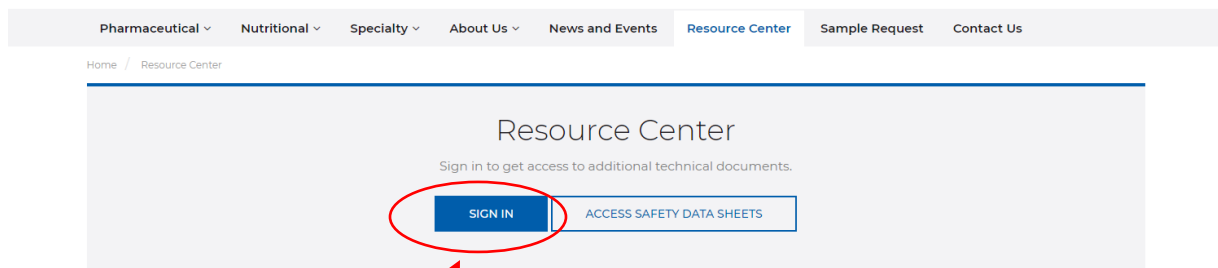 Pharmaceutical Nutritional Specialty About Us News and Events Resource Center Sample Request Contact Us
Home / Resource Center
Resource Center
Sign in to get access to additional technical documents.
SIGN IN ACCESS SAFETY DATA SHEETS